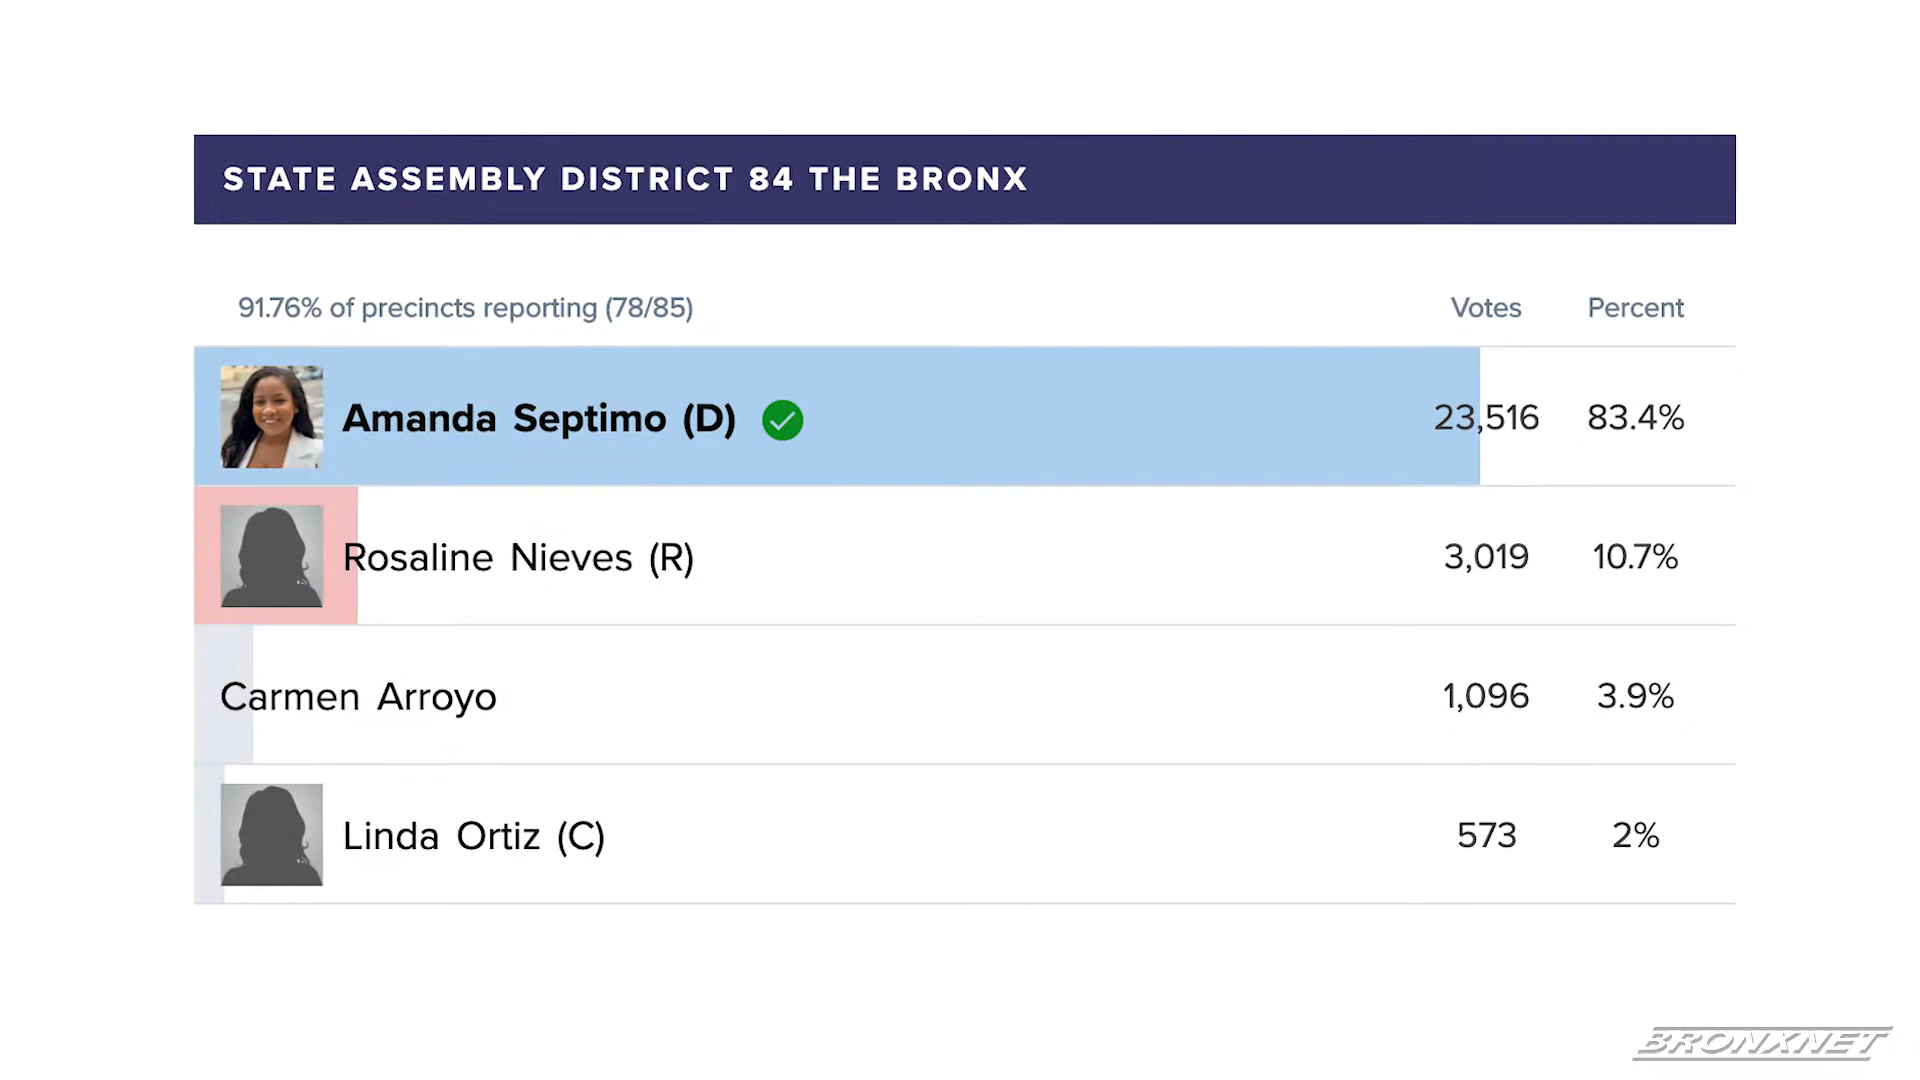 STATE ASSEMBLY DISTRICT 84 THE BRONX
91.76% of precincts reporting (78/85) Votes Percent
Amanda Septimo (D) 23,516 83.4%
Rosaline Nieves (R) 3,019 10.7%
Carmen Arroyo 1,096 3.9%
Linda Ortiz (C) 573 2%
BRONXNET